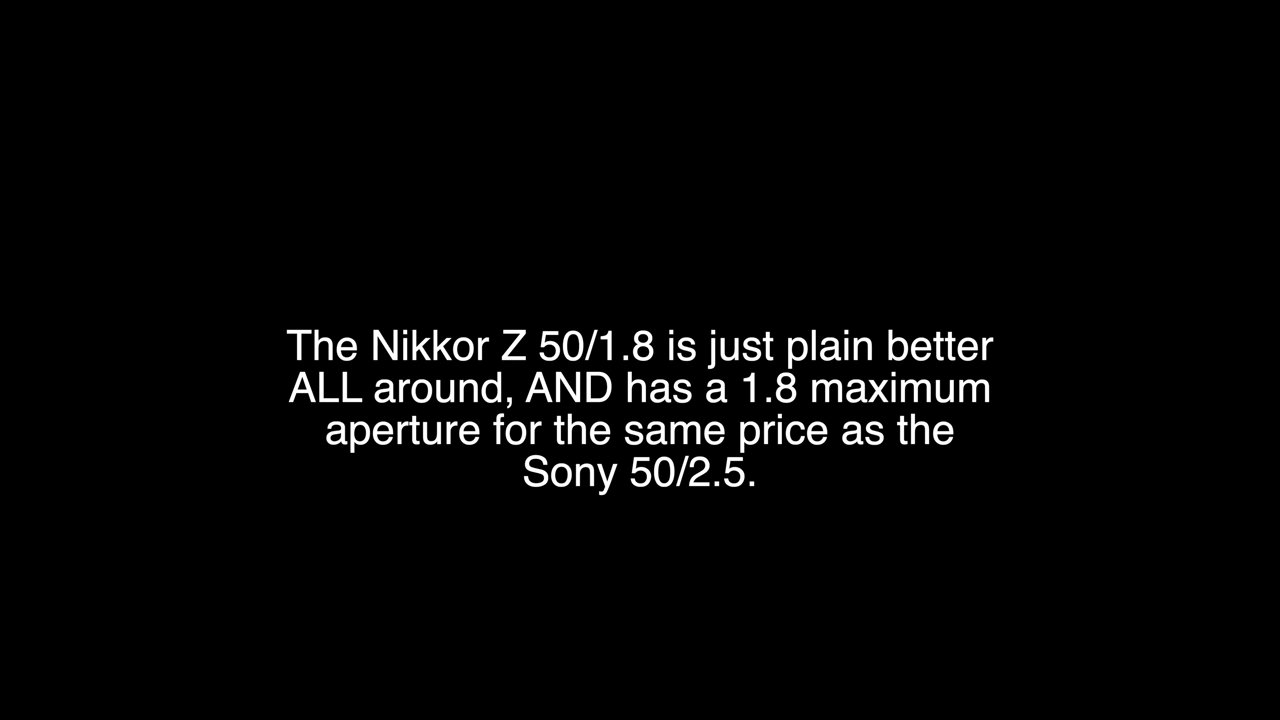 The Nikkor Z 50/1.8 is just plain better
ALL around, AND has a 1.8 maximum
aperture for the same price as the
Sony 50/2.5.